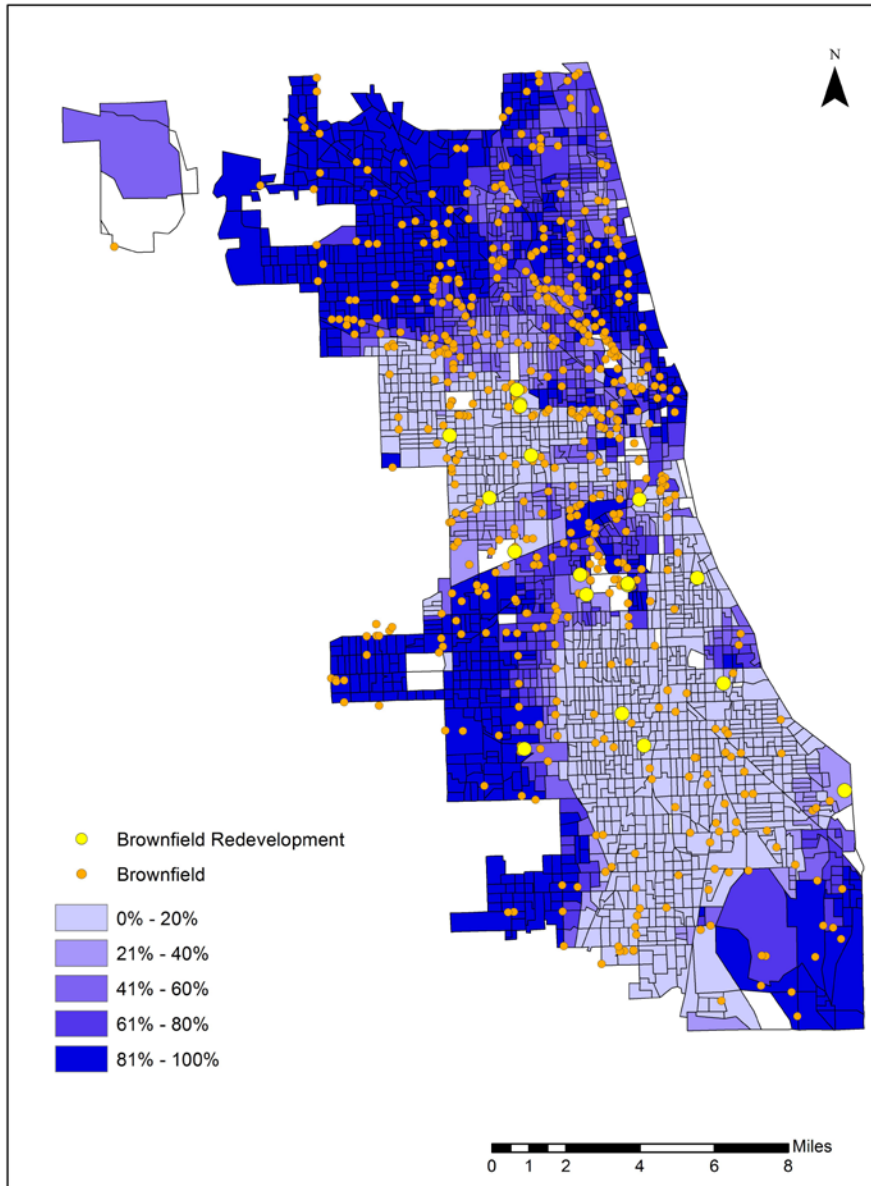 N
Brownfield Redevelopment
Brownfield
0% - 20%
21% - 40%
41% - 60%
61% - 80%
81% - 100%
Miles
0 1 2 4 6 8